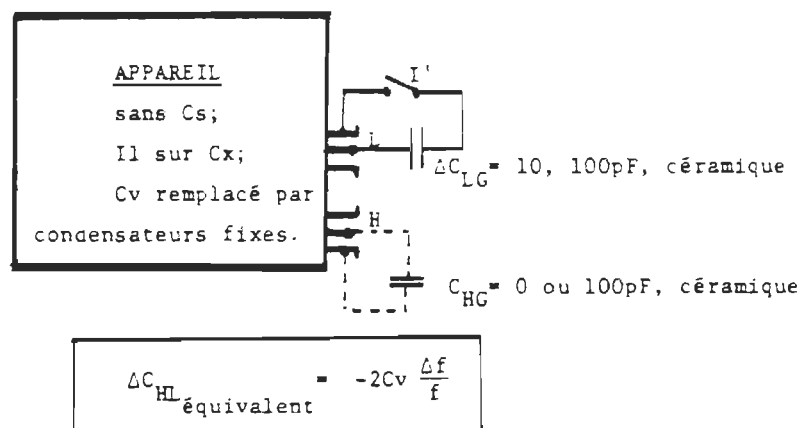 APPAREIL
sans Cs;
I1 sur Cx;
Cv remplacé par
condensateurs fixes.
I'
L
ΔC_LG = 10, 100pF, céramique
H
C_HG = 0 ou 100pF, céramique
ΔC_HL équivalent = -2Cv Δf/f